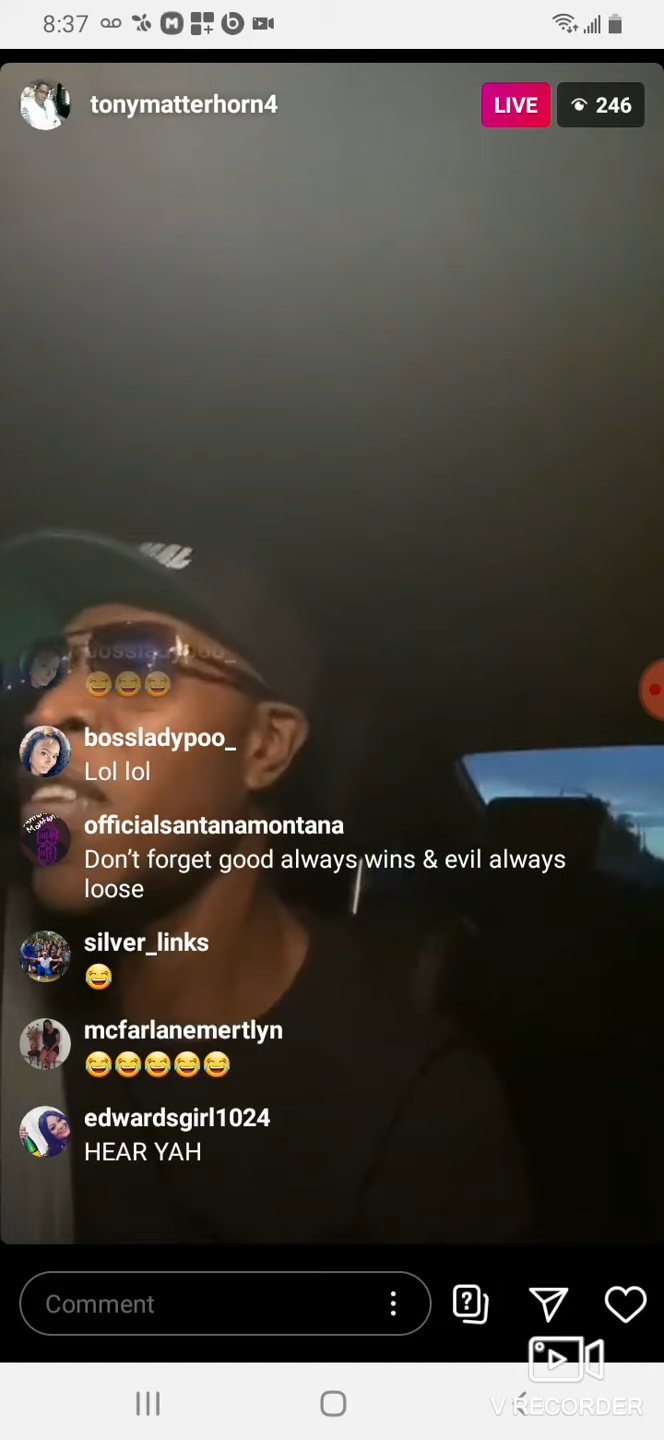 8:37
tonymatterhorn4
LIVE
246
bossladypoo_
😂😂😂
bossladypoo_
Lol lol
officialsantanamontana
Don’t forget good always wins & evil always
loose
silver_links
😂
mcfarlanemertlyn
😂😂😂😂😂
edwardsgirl1024
HEAR YAH
Comment
V RECORDER